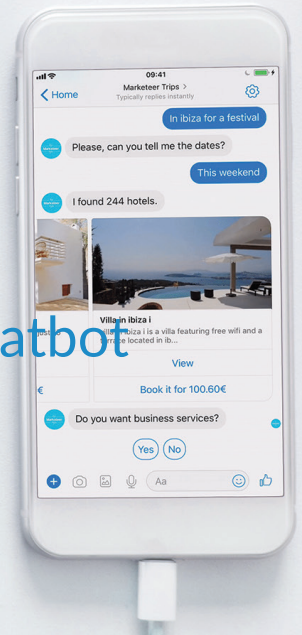 09:41
Home
Marketeer Trips >
Typically replies instantly
In ibiza for a festival
Please, can you tell me the dates?
This weekend
I found 244 hotels.
Villa in ibiza i
Villa in ibiza i is a villa featuring free wifi and a
terrace located in ib...
atbot
View
€
Book it for 100.60€
Do you want business services?
Yes
No
Aa